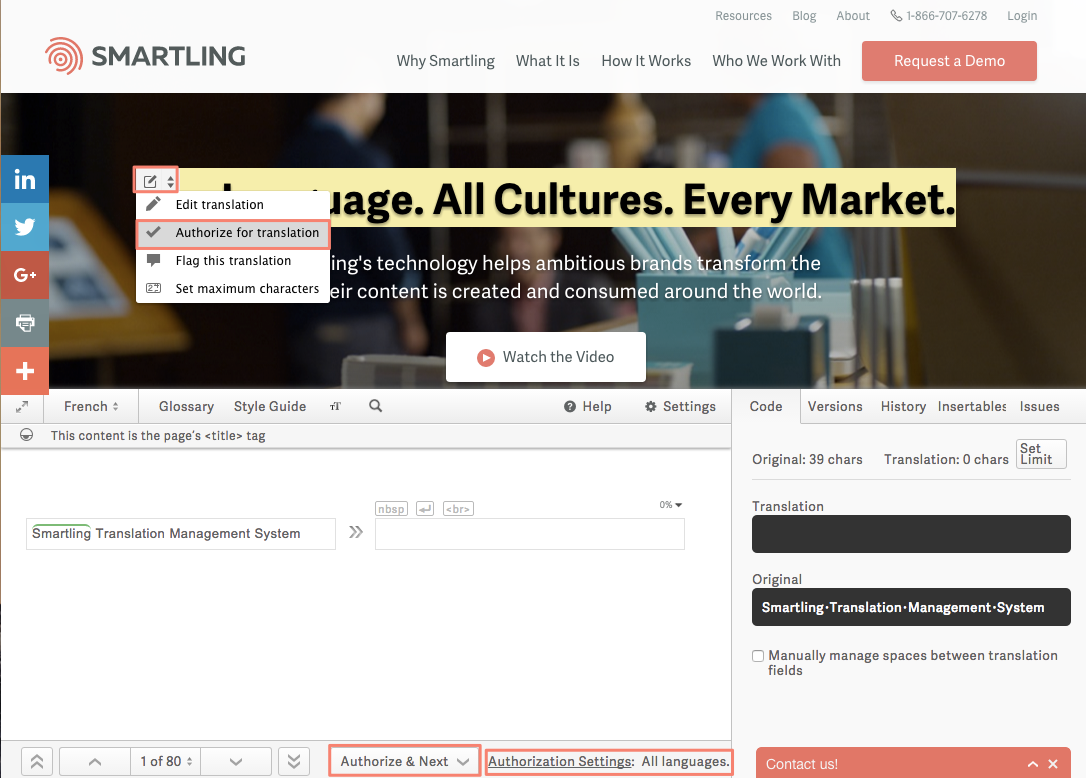 Resources Blog About 1-866-707-6278 Login
SMARTLING
Why Smartling What It Is How It Works Who We Work With Request a Demo
in
G+
uage. All Cultures. Every Market.
Edit translation
Authorize for translation
Flag this translation
Set maximum characters
ing's technology helps ambitious brands transform the
eir content is created and consumed around the world.
Watch the Video
French Glossary Style Guide TT Help Settings
This content is the page's <title> tag
nbsp <br> 0%
Smartling Translation Management System
Code Versions History Insertables Issues
Original: 39 chars Translation: 0 chars Set Limit
Translation
Original
Smartling·Translation·Management·System
Manually manage spaces between translation
fields
1 of 80 Authorize & Next Authorization Settings: All languages.
Contact us!